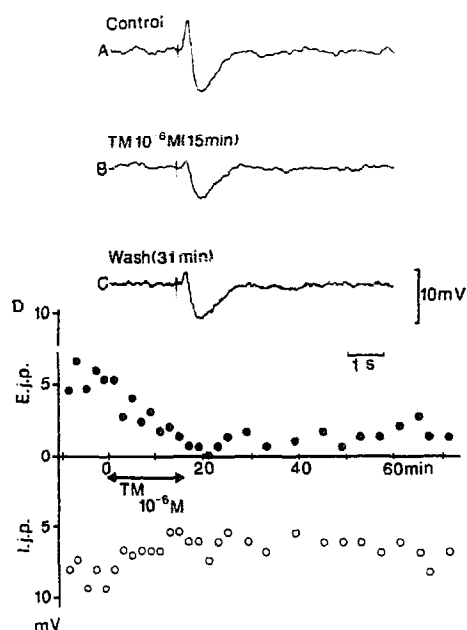 Control
A
TM 10⁻⁶M(15min)
B
Wash(31 min)
C
10mV
1 s
D
10
E.j.p.
5
0
0 20 40 60min
TM
10⁻⁶M
I.j.p.
5
10
mV